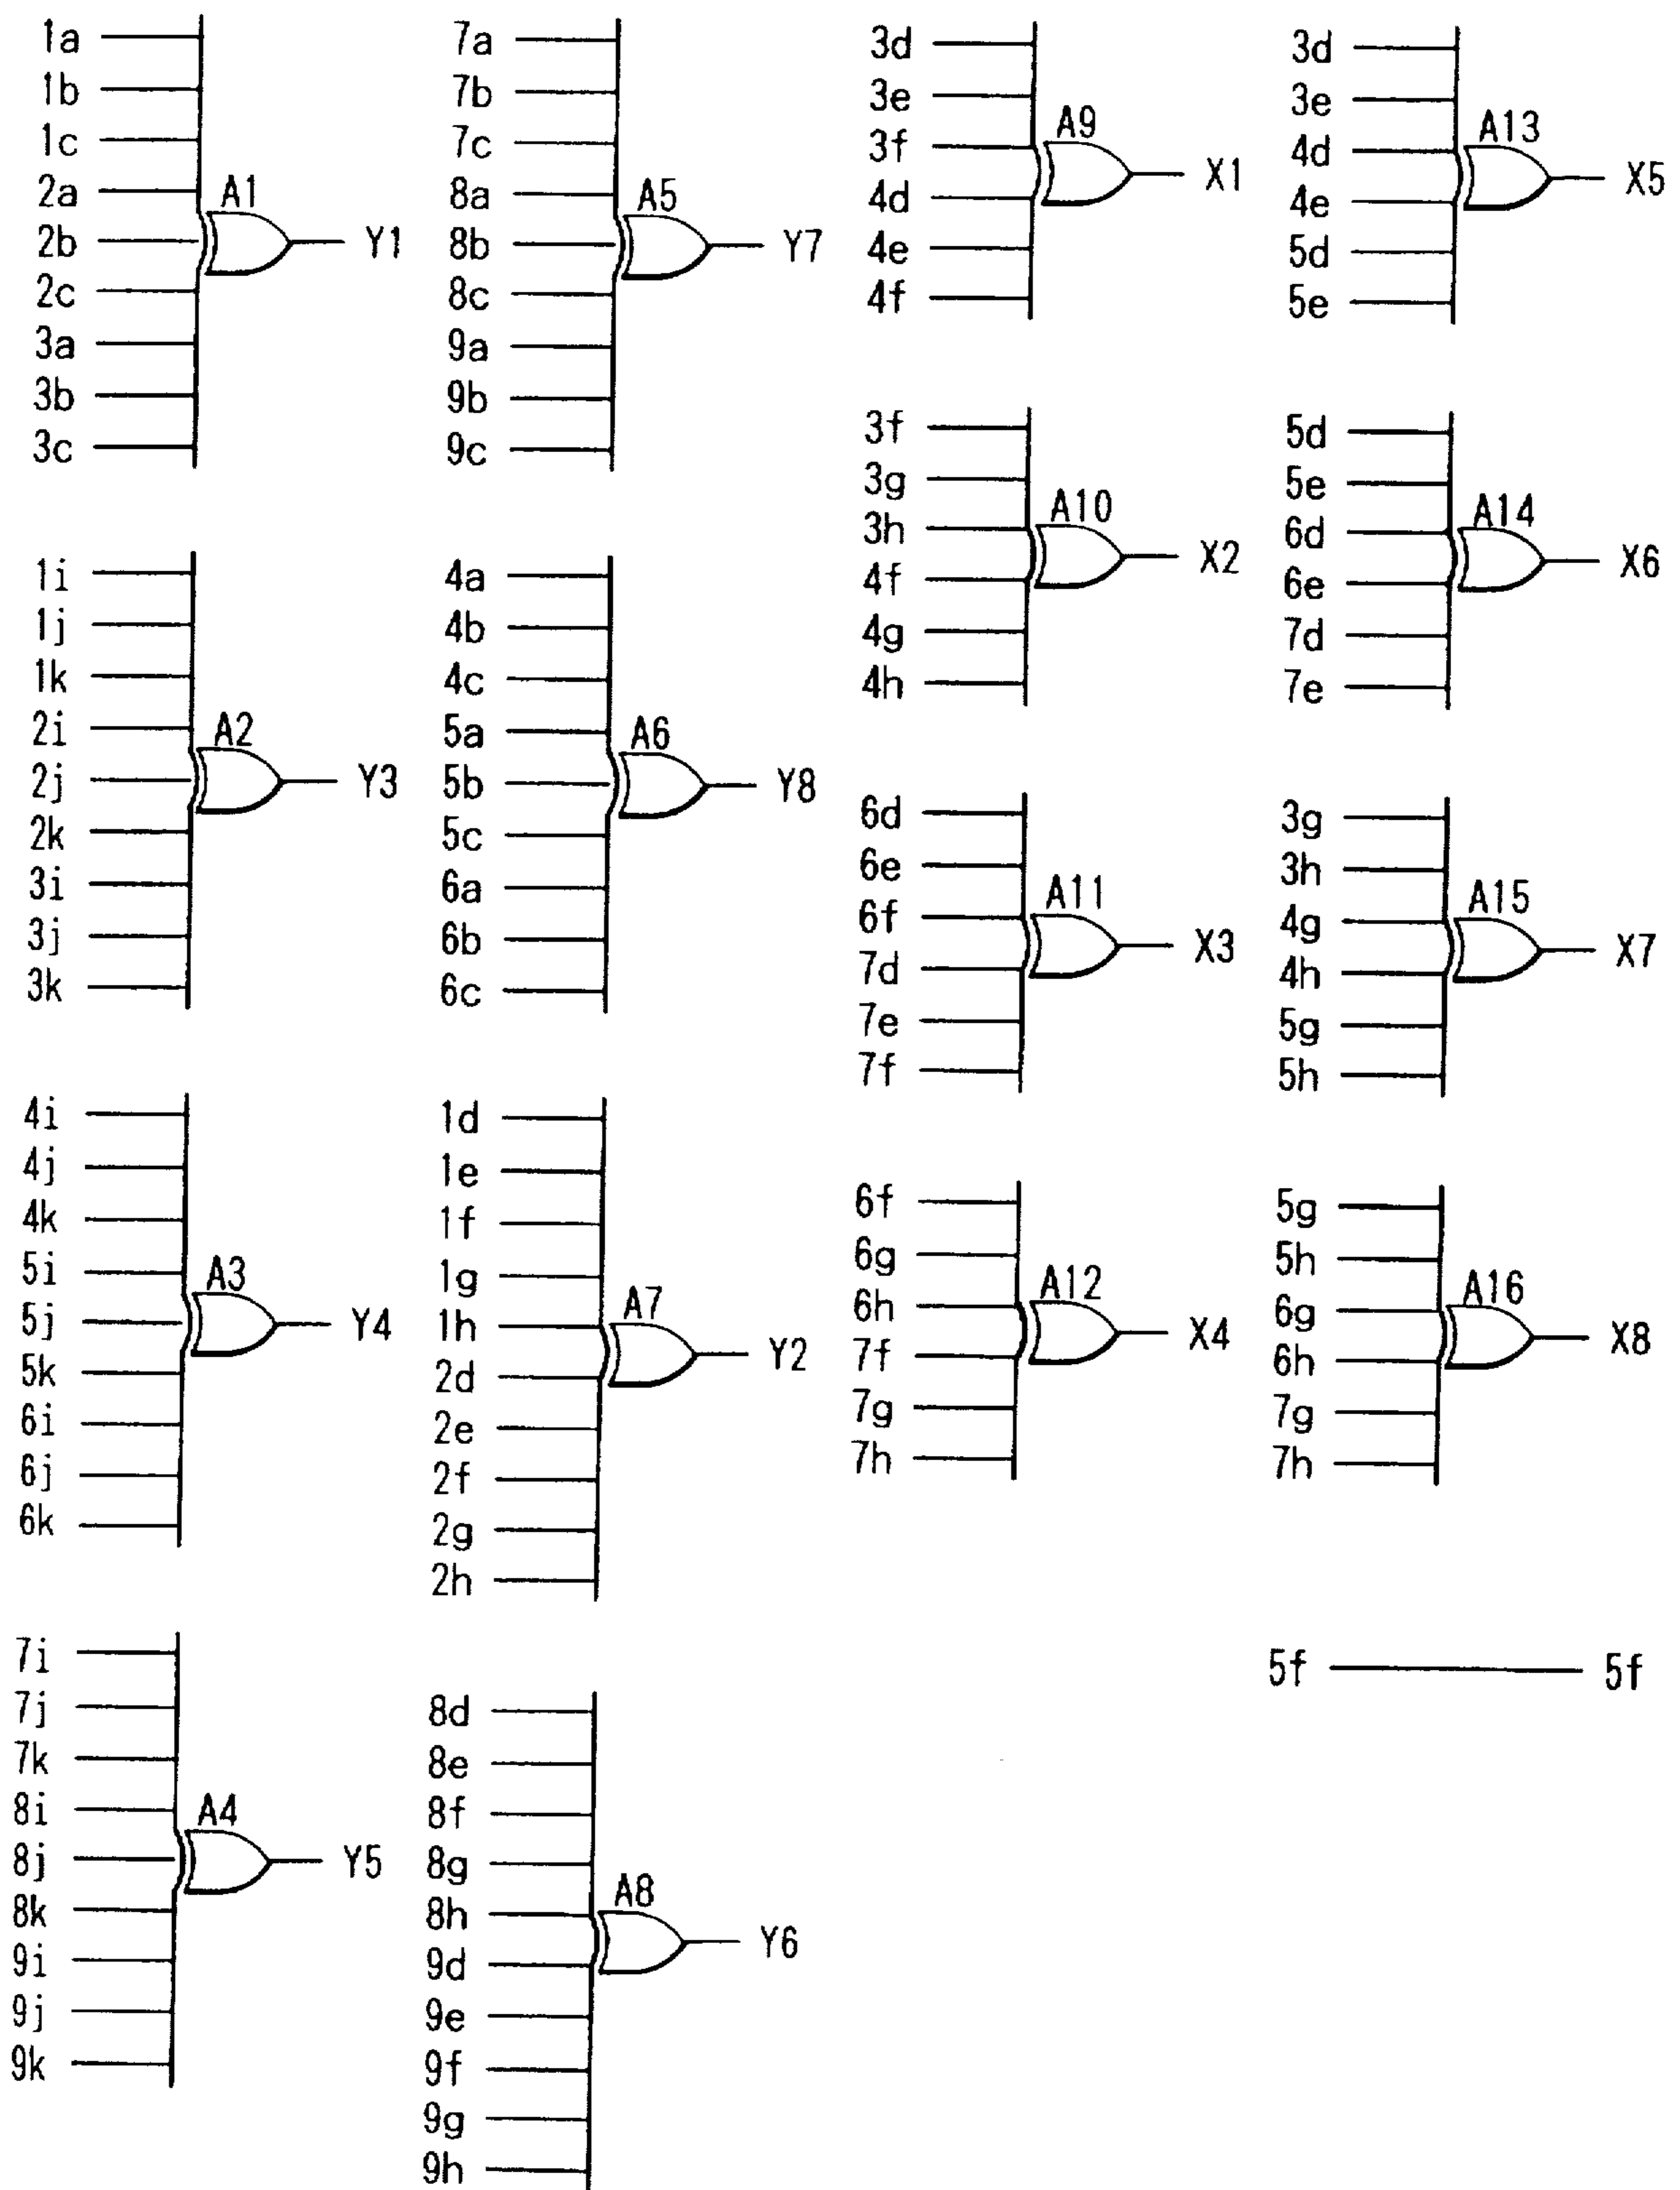 1a
1b
1c
2a
A1
2b
Y1
2c
3a
3b
3c
1i
1j
1k
2i
A2
2j
Y3
2k
3i
3j
3k
4i
4j
4k
5i
A3
5j
Y4
5k
6i
6j
6k
7i
7j
7k
8i
A4
8j
Y5
8k
9i
9j
9k
7a
7b
7c
8a
A5
8b
Y7
8c
9a
9b
9c
4a
4b
4c
5a
A6
5b
Y8
5c
6a
6b
6c
1d
1e
1f
1g
A7
1h
Y2
2d
2e
2f
2g
2h
8d
8e
8f
8g
A8
8h
Y6
9d
9e
9f
9g
9h
3d
3e
A9
3f
X1
4d
4e
4f
3f
3g
A10
3h
X2
4f
4g
4h
6d
6e
A11
6f
X3
7d
7e
7f
6f
6g
A12
6h
X4
7f
7g
7h
3d
3e
A13
4d
X5
4e
5d
5e
5d
5e
A14
6d
X6
6e
7d
7e
3g
3h
A15
4g
X7
4h
5g
5h
5g
5h
A16
6g
X8
6h
7g
7h
5f 5f